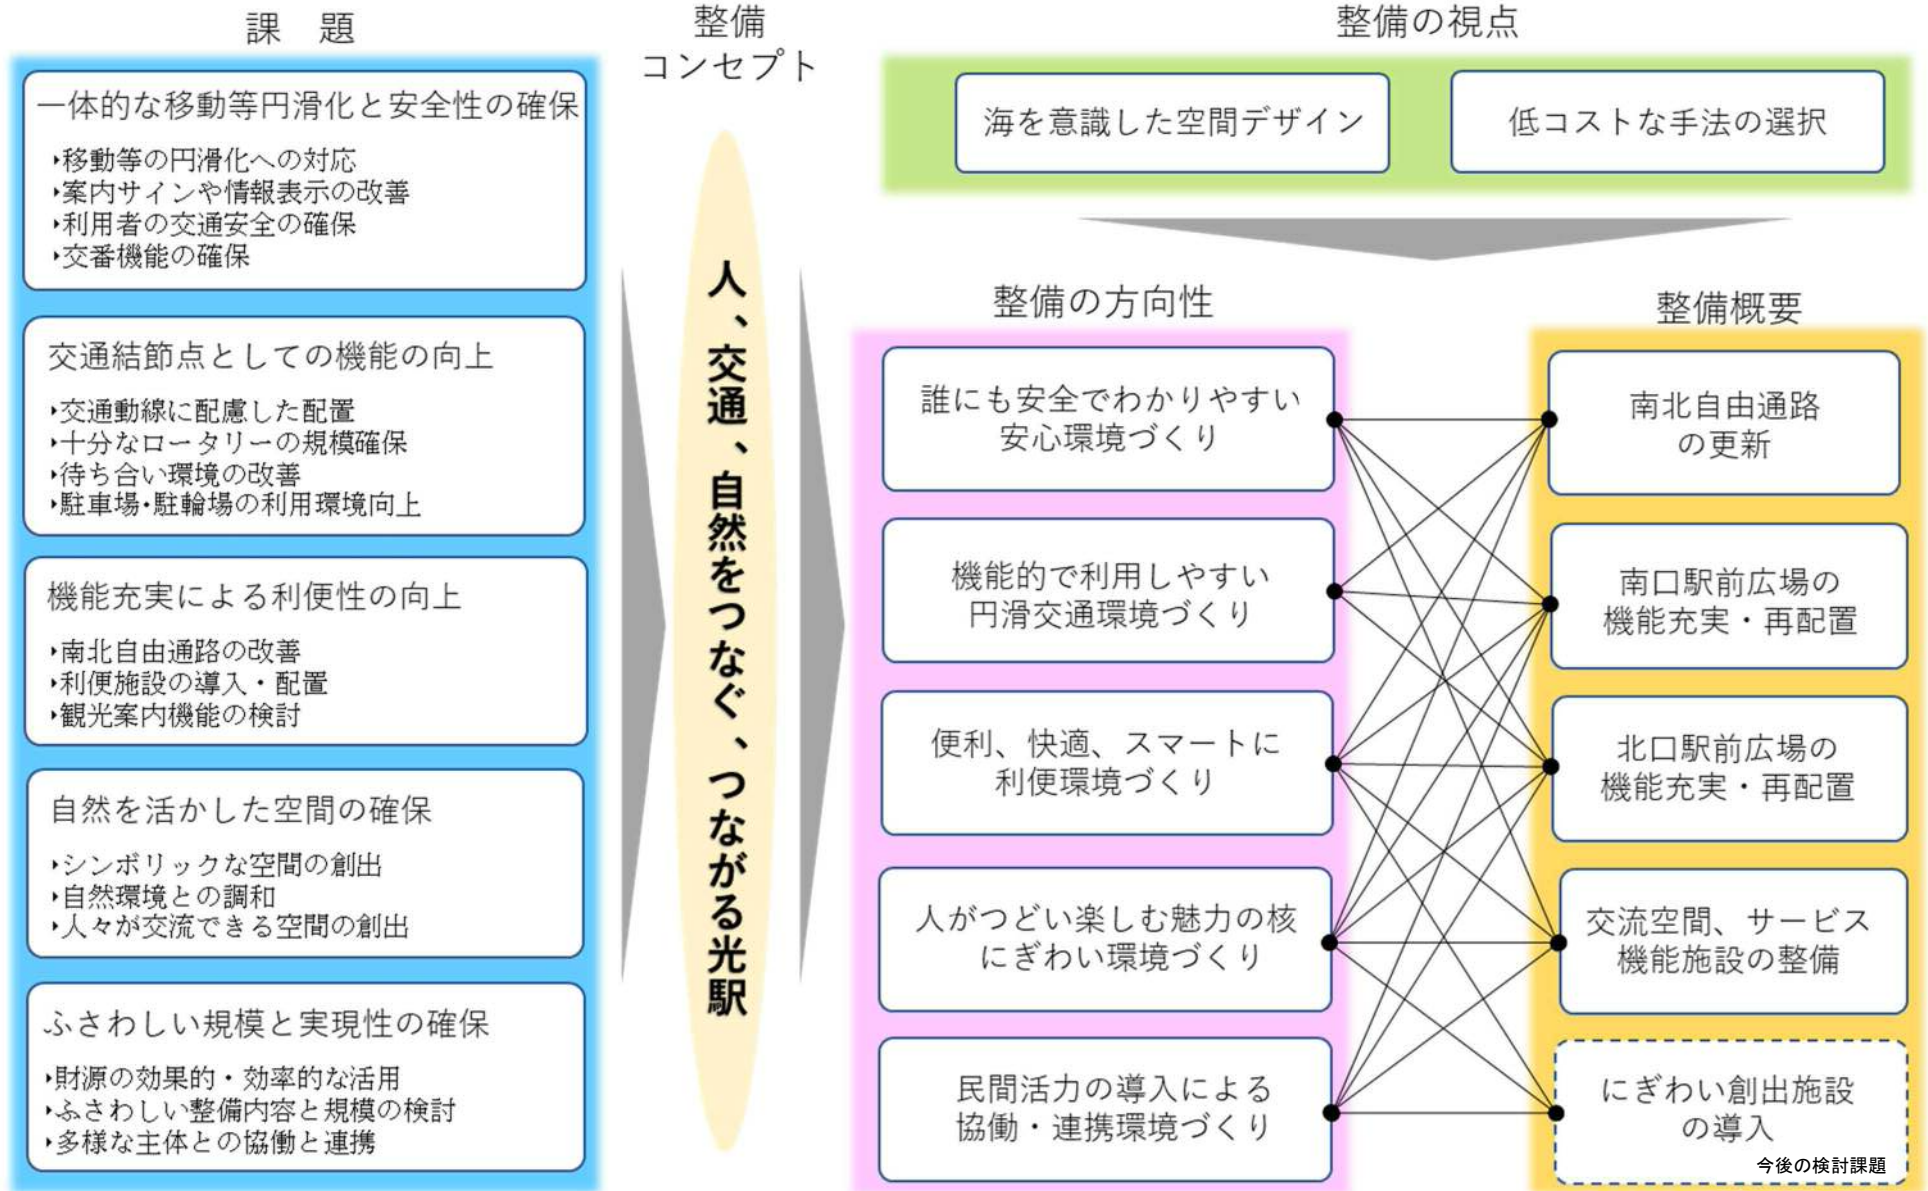 課　題
一体的な移動等円滑化と安全性の確保
‣移動等の円滑化への対応
‣案内サインや情報表示の改善
‣利用者の交通安全の確保
‣交番機能の確保
交通結節点としての機能の向上
‣交通動線に配慮した配置
‣十分なロータリーの規模確保
‣待ち合い環境の改善
‣駐車場・駐輪場の利用環境向上
機能充実による利便性の向上
‣南北自由通路の改善
‣利便施設の導入・配置
‣観光案内機能の検討
自然を活かした空間の確保
‣シンボリックな空間の創出
‣自然環境との調和
‣人々が交流できる空間の創出
ふさわしい規模と実現性の確保
‣財源の効果的・効率的な活用
‣ふさわしい整備内容と規模の検討
‣多様な主体との協働と連携
整備
コンセプト
人、交通、自然をつなぐ、つながる光駅
整備の視点
海を意識した空間デザイン
低コストな手法の選択
整備の方向性
誰にも安全でわかりやすい
安心環境づくり
機能的で利用しやすい
円滑交通環境づくり
便利、快適、スマートに
利便環境づくり
人がつどい楽しむ魅力の核
にぎわい環境づくり
民間活力の導入による
協働・連携環境づくり
整備概要
南北自由通路
の更新
南口駅前広場の
機能充実・再配置
北口駅前広場の
機能充実・再配置
交流空間、サービス
機能施設の整備
にぎわい創出施設
の導入
今後の検討課題